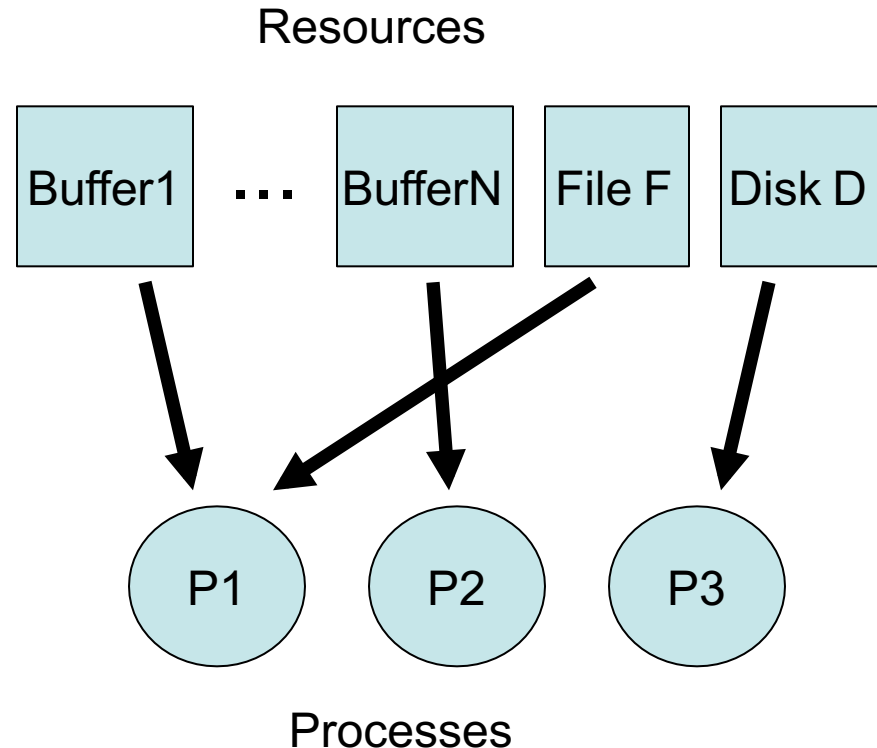 Resources
Buffer1 ... BufferN File F Disk D
P1 P2 P3
Processes